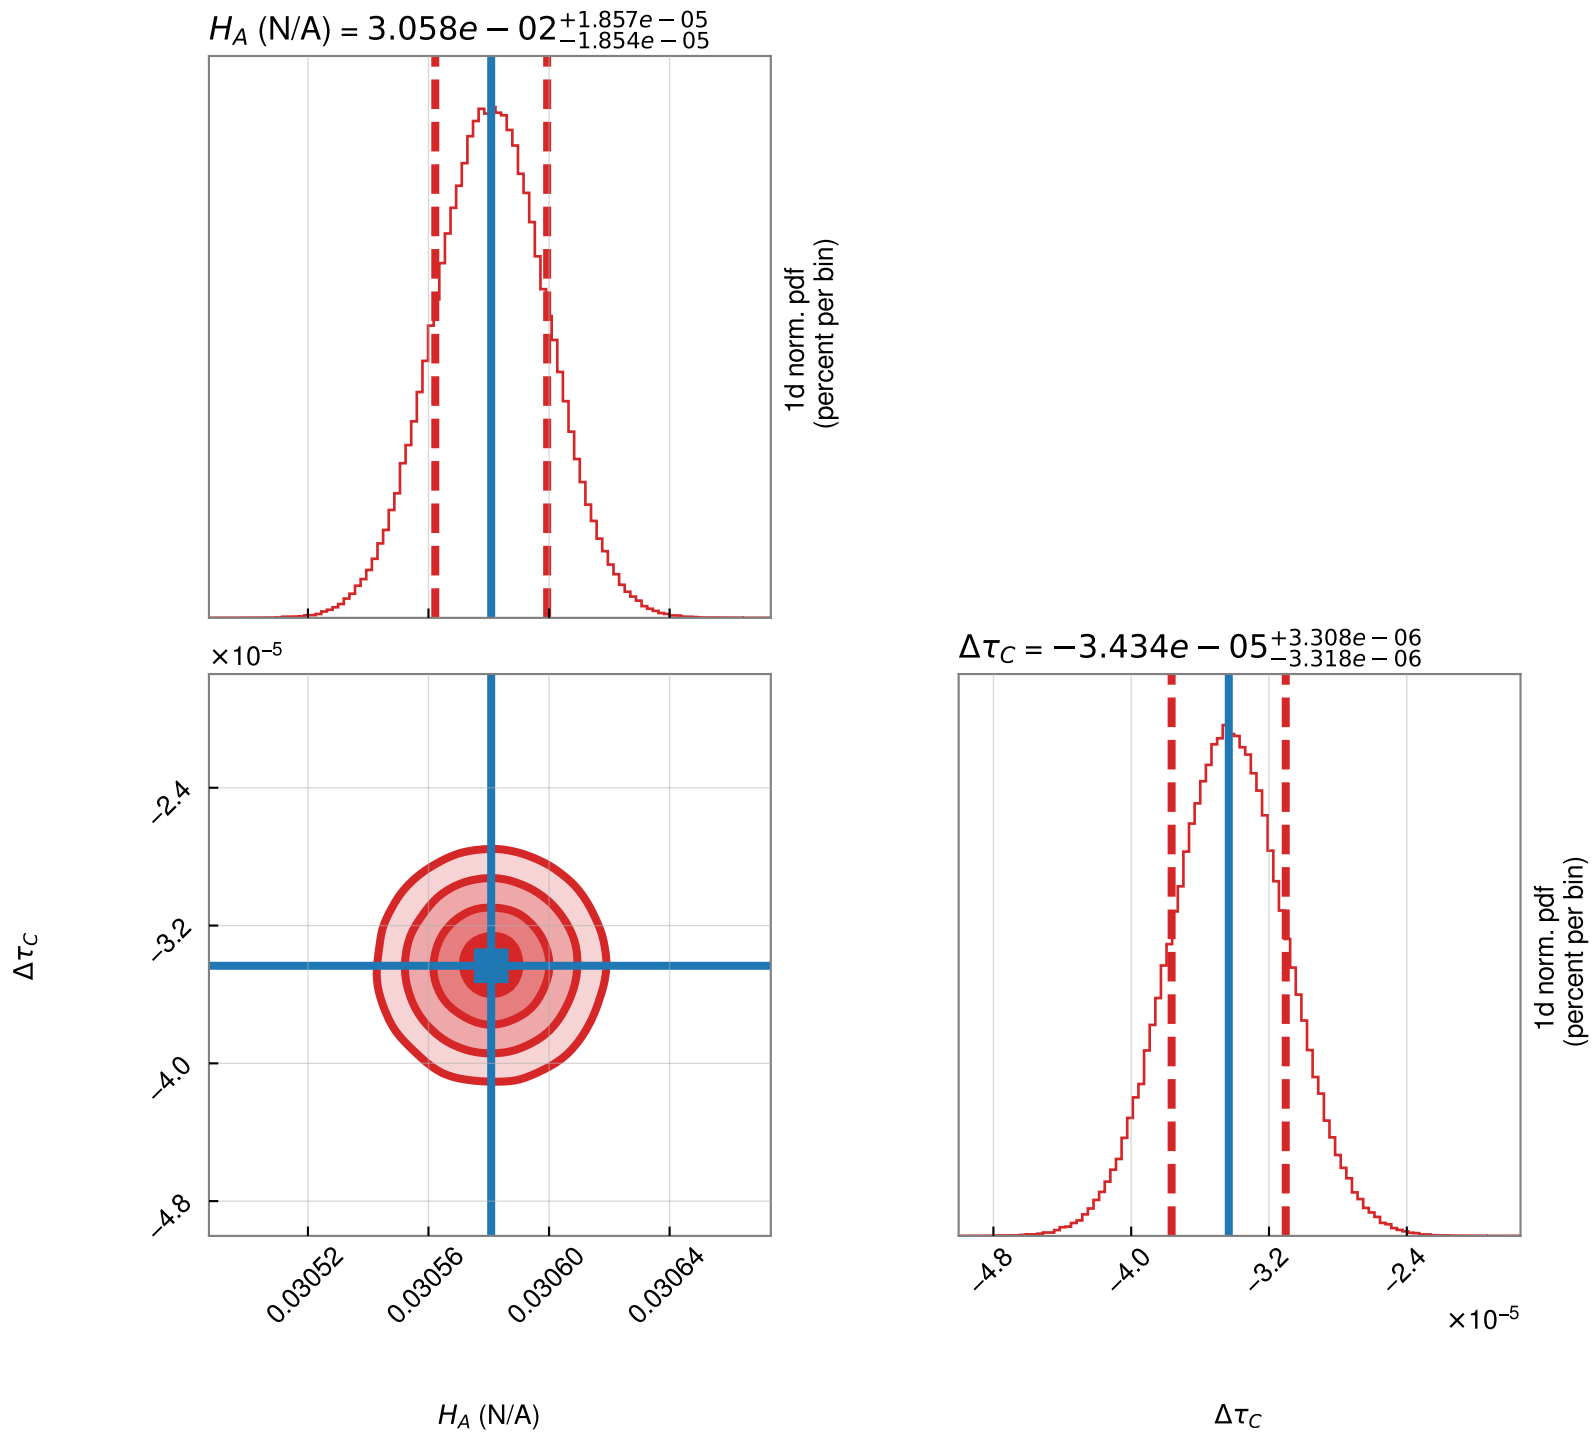 H_A (N/A) = 3.058e − 02 +1.857e − 05 −1.854e − 05
1d norm. pdf
(percent per bin)
×10⁻⁵
Δτ_C = −3.434e − 05 +3.308e − 06 −3.318e − 06
−2.4
−3.2
−4.0
−4.8
Δτ_C
1d norm. pdf
(percent per bin)
0.03052
0.03056
0.03060
0.03064
−4.8
−4.0
−3.2
−2.4
×10⁻⁵
H_A (N/A)
Δτ_C